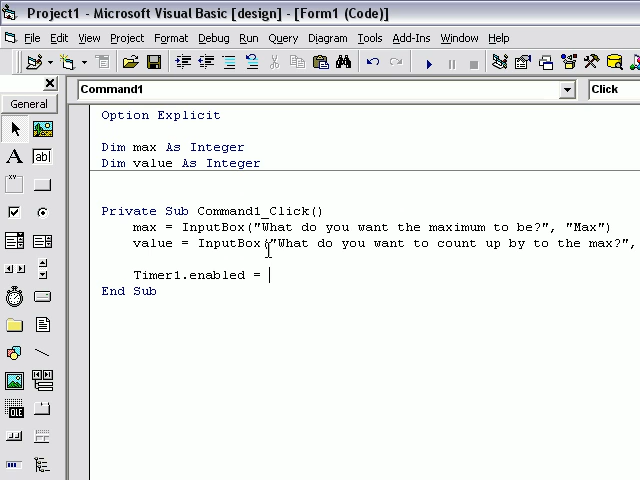 Project1 - Microsoft Visual Basic [design] - [Form1 (Code)]
File Edit View Project Format Debug Run Query Diagram Tools Add-Ins Window Help
General
Command1 Click
Option Explicit
Dim max As Integer
Dim value As Integer
Private Sub Command1_Click()
max = InputBox("What do you want the maximum to be?", "Max")
value = InputBox("What do you want to count up by to the max?",
Timer1.enabled =
End Sub
A ab|
xy
OLE